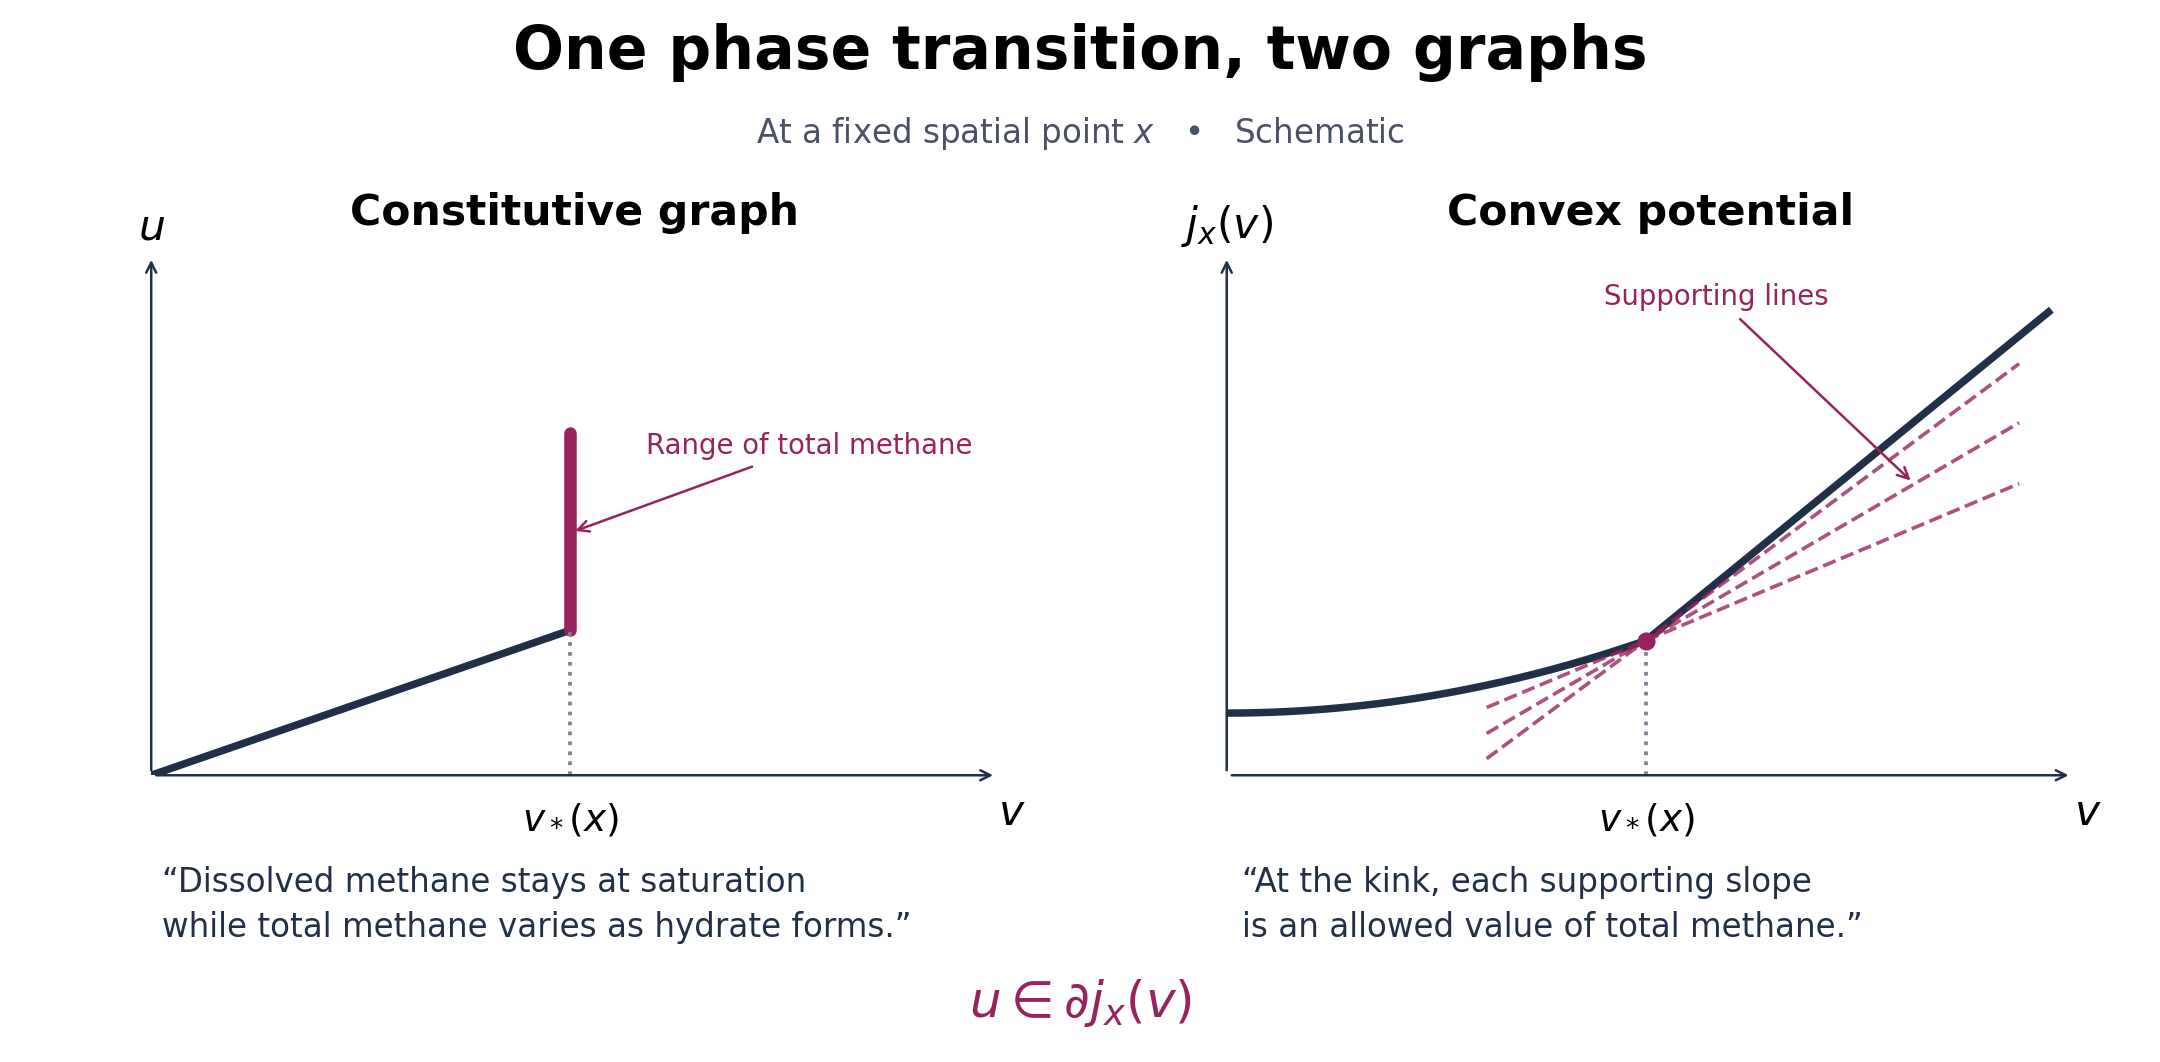 One phase transition, two graphs
At a fixed spatial point x • Schematic
Constitutive graph
u
Range of total methane
v∗(x)
v
“Dissolved methane stays at saturation
while total methane varies as hydrate forms.”
Convex potential
jₓ(v)
Supporting lines
v∗(x)
v
“At the kink, each supporting slope
is an allowed value of total methane.”
u ∈ ∂jₓ(v)